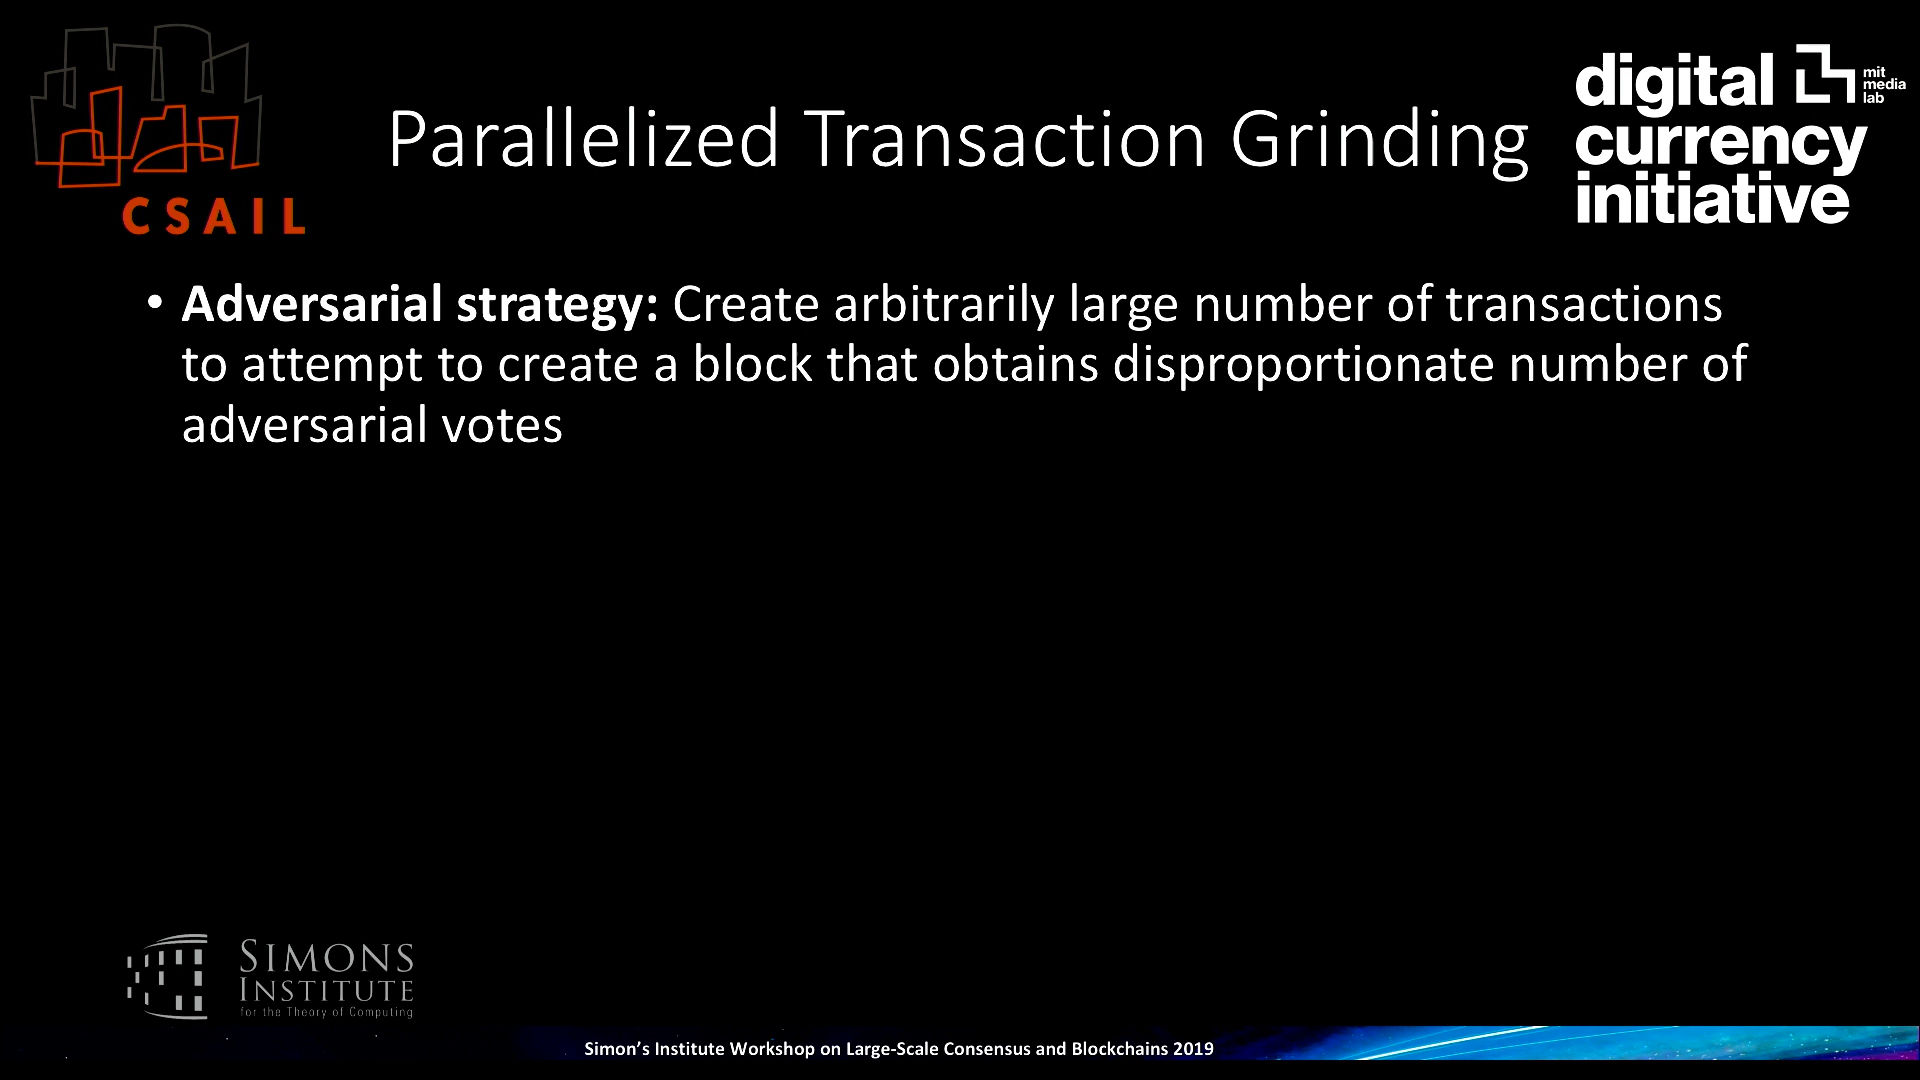 CSAIL
Parallelized Transaction Grinding
digital
currency
initiative
mit
media
lab
• Adversarial strategy: Create arbitrarily large number of transactions
to attempt to create a block that obtains disproportionate number of
adversarial votes
SIMONS
INSTITUTE
for the Theory of Computing
Simon’s Institute Workshop on Large-Scale Consensus and Blockchains 2019